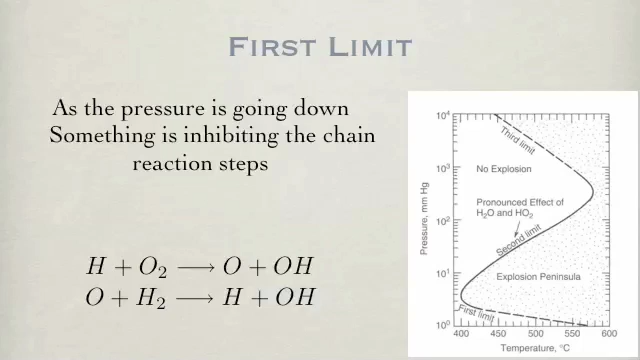 FIRST LIMIT
As the pressure is going down
Something is inhibiting the chain
reaction steps
H + O₂ ⟶ O + OH
O + H₂ ⟶ H + OH
10⁴
10³
10²
10¹
10⁰
Pressure, mm Hg
Third limit
No Explosion
Pronounced Effect of
H₂O and HO₂
Second limit
Explosion Peninsula
First limit
400 450 500 550 600
Temperature, °C